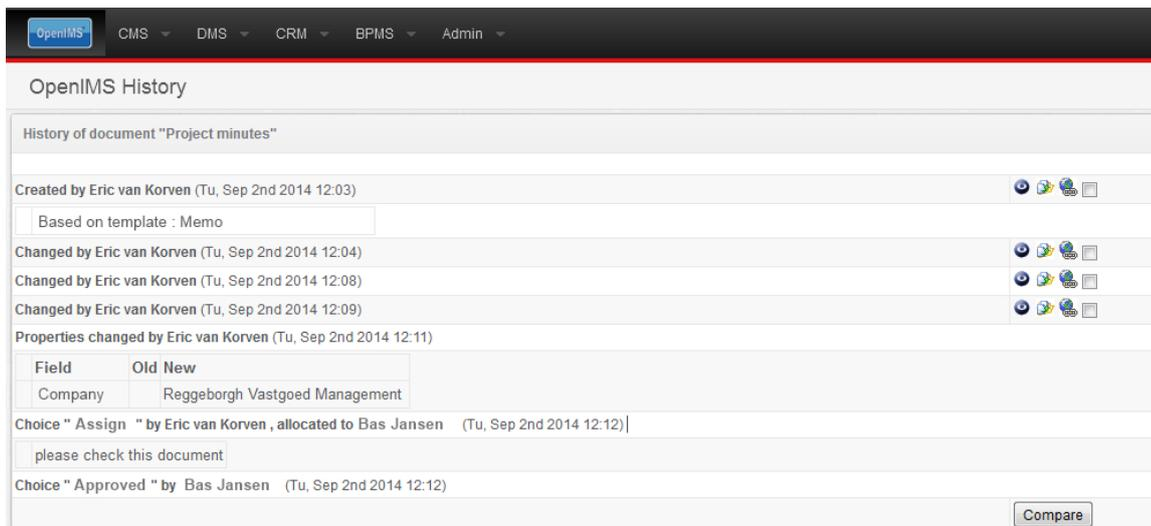 OpenIMS CMS DMS CRM BPMS Admin
OpenIMS History
History of document "Project minutes"
Created by Eric van Korven (Tu, Sep 2nd 2014 12:03)
Based on template : Memo
Changed by Eric van Korven (Tu, Sep 2nd 2014 12:04)
Changed by Eric van Korven (Tu, Sep 2nd 2014 12:08)
Changed by Eric van Korven (Tu, Sep 2nd 2014 12:09)
Properties changed by Eric van Korven (Tu, Sep 2nd 2014 12:11)
Field Old New
Company Reggeborgh Vastgoed Management
Choice " Assign " by Eric van Korven , allocated to Bas Jansen (Tu, Sep 2nd 2014 12:12)
please check this document
Choice " Approved " by Bas Jansen (Tu, Sep 2nd 2014 12:12)
Compare